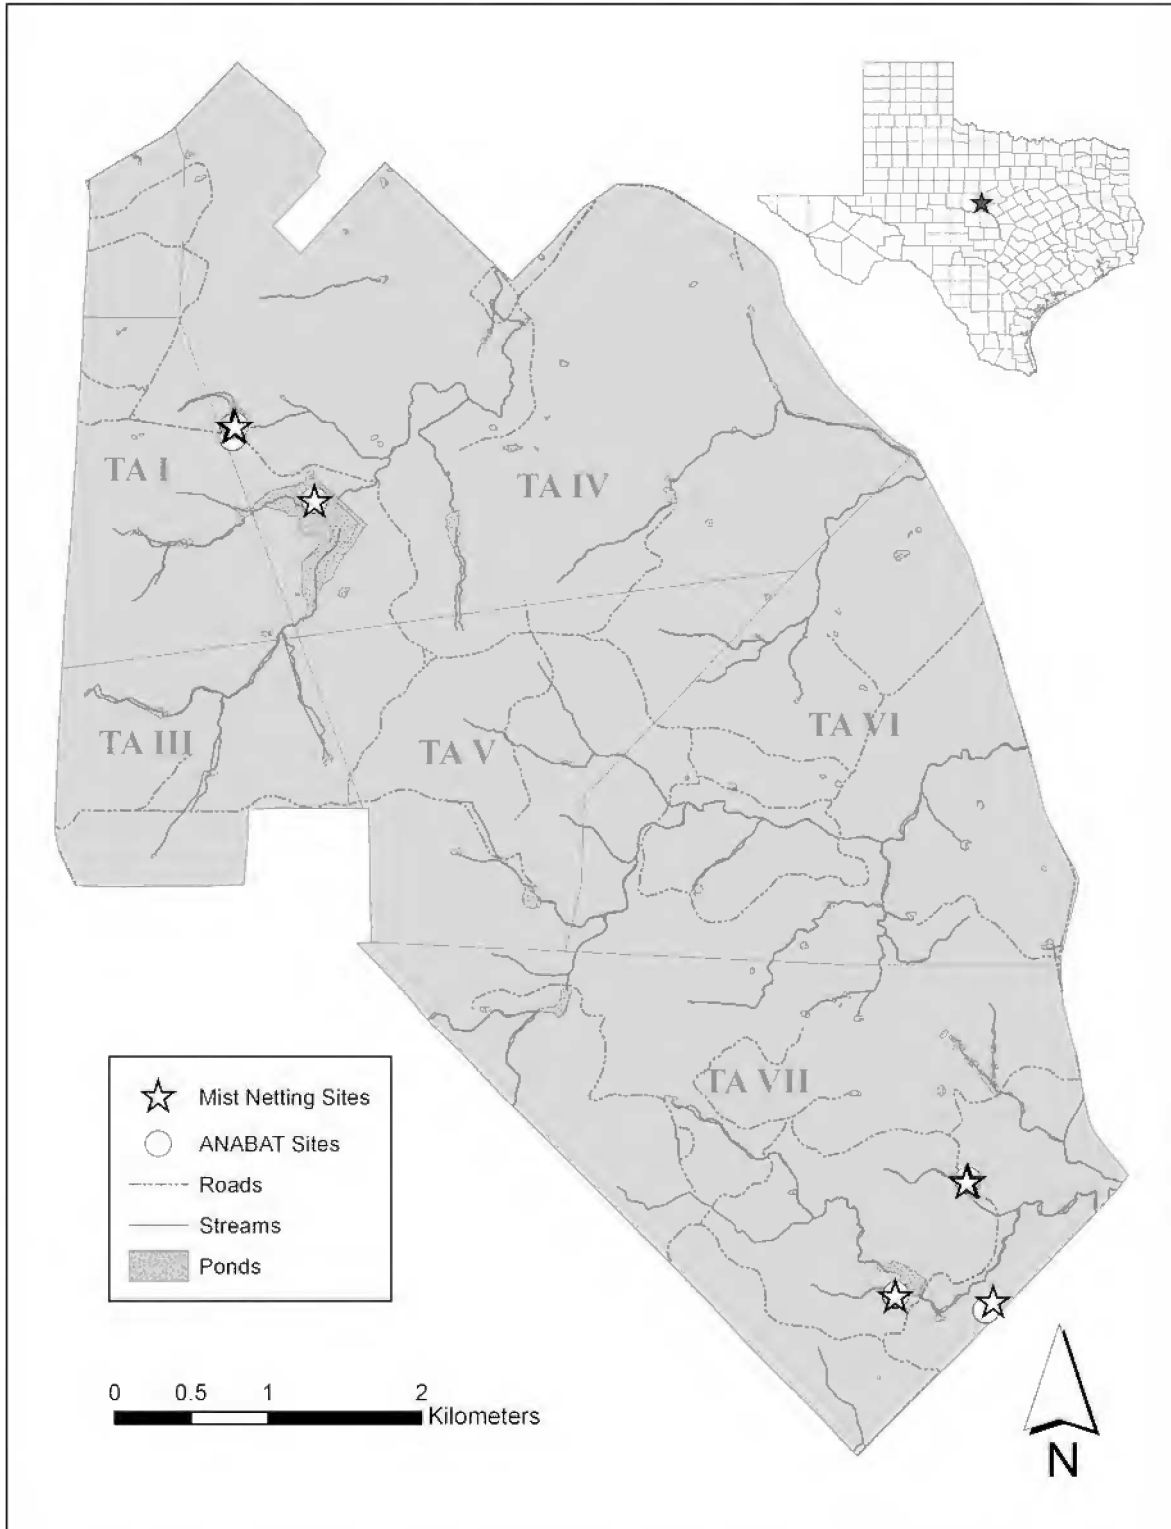 TA I
TA IV
TA III
TA V
TA VI
TA VII
Mist Netting Sites
ANABAT Sites
Roads
Streams
Ponds
0 0.5 1 2
Kilometers
N